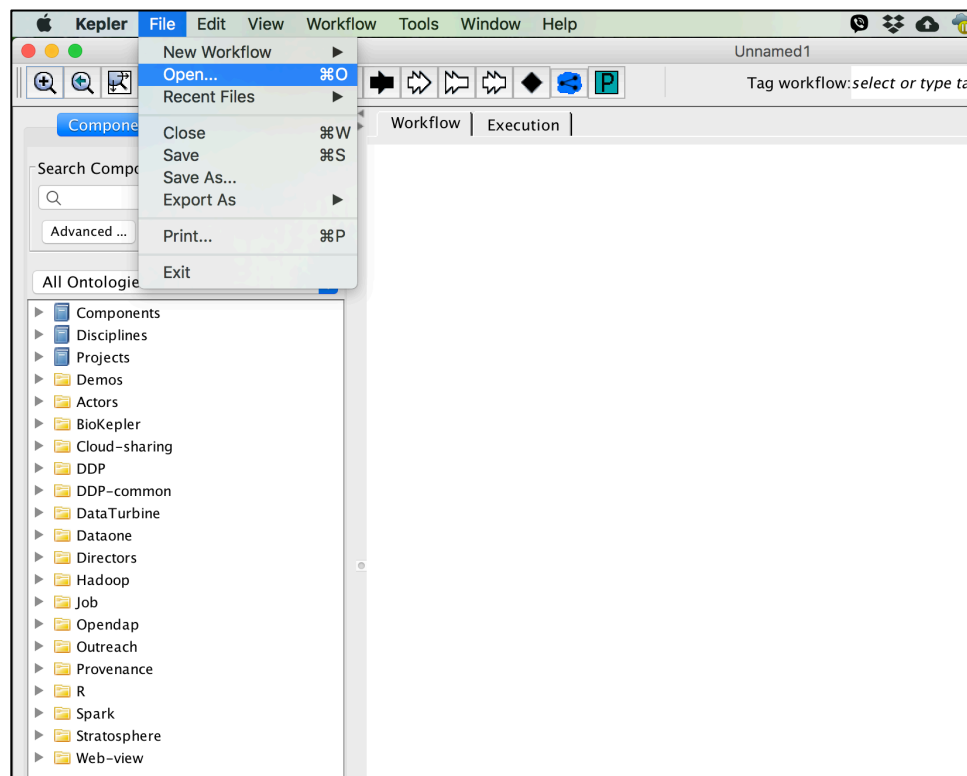 Kepler File Edit View Workflow Tools Window Help
Unnamed1
New Workflow
Open... ⌘O
Recent Files
Close ⌘W
Save ⌘S
Save As...
Export As
Print... ⌘P
Exit
P
Tag workflow:select or type ta
Compone
Workflow Execution
Search Compo
Advanced ...
All Ontologie
Components
Disciplines
Projects
Demos
Actors
BioKepler
Cloud-sharing
DDP
DDP-common
DataTurbine
Dataone
Directors
Hadoop
Job
Opendap
Outreach
Provenance
R
Spark
Stratosphere
Web-view